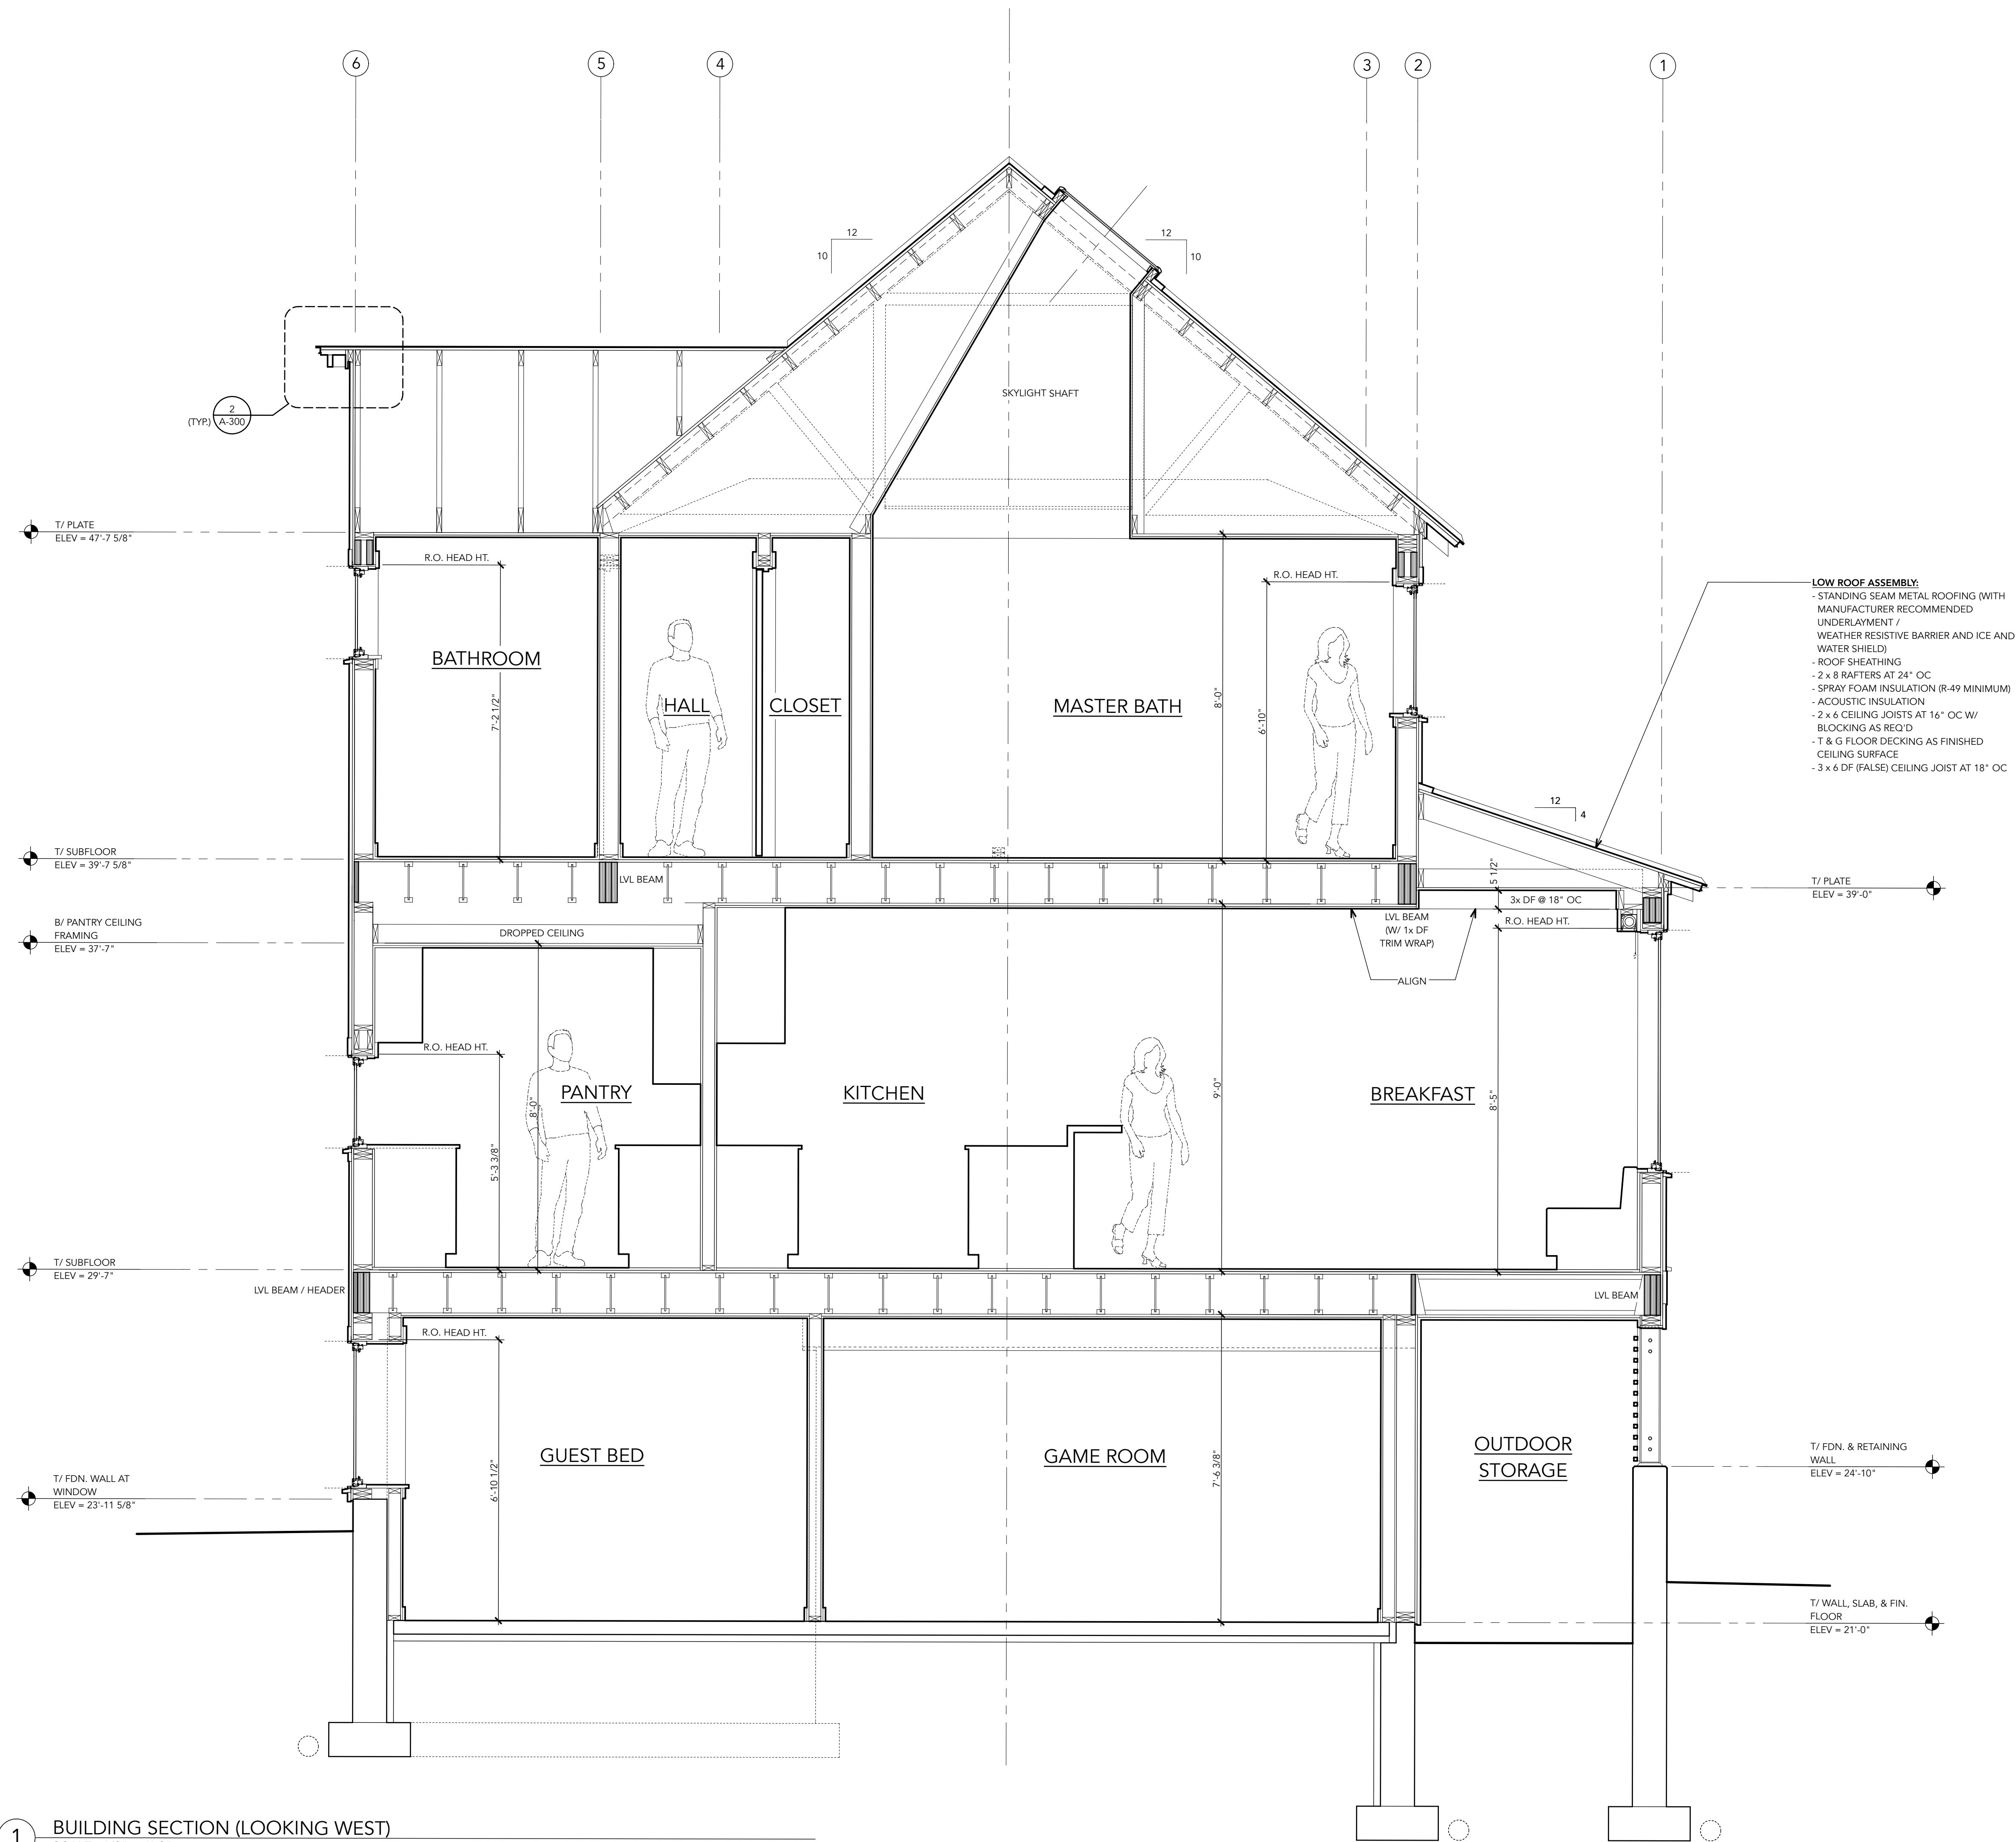 6
5
4
3
2
1
12
10
12
10
SKYLIGHT SHAFT
2
(TYP.) A-300
T/ PLATE
ELEV = 47'-7 5/8"
R.O. HEAD HT.
R.O. HEAD HT.
BATHROOM
HALL
CLOSET
MASTER BATH
7'-2 1/2"
8'-0"
6'-10"
LOW ROOF ASSEMBLY:
- STANDING SEAM METAL ROOFING (WITH
MANUFACTURER RECOMMENDED
UNDERLAYMENT /
WEATHER RESISTIVE BARRIER AND ICE AND
WATER SHIELD)
- ROOF SHEATHING
- 2 x 8 RAFTERS AT 24" OC
- SPRAY FOAM INSULATION (R-49 MINIMUM)
- ACOUSTIC INSULATION
- 2 x 6 CEILING JOISTS AT 16" OC W/
BLOCKING AS REQ'D
- T & G FLOOR DECKING AS FINISHED
CEILING SURFACE
- 3 x 6 DF (FALSE) CEILING JOIST AT 18" OC
12
4
T/ SUBFLOOR
ELEV = 39'-7 5/8"
LVL BEAM
5 1/2"
T/ PLATE
ELEV = 39'-0"
3x DF @ 18" OC
R.O. HEAD HT.
B/ PANTRY CEILING
FRAMING
ELEV = 37'-7"
DROPPED CEILING
LVL BEAM
(W/ 1x DF
TRIM WRAP)
ALIGN
R.O. HEAD HT.
PANTRY
KITCHEN
BREAKFAST
5'-3 3/8"
8'-0"
9'-0"
8'-5"
T/ SUBFLOOR
ELEV = 29'-7"
LVL BEAM / HEADER
LVL BEAM
R.O. HEAD HT.
GUEST BED
GAME ROOM
OUTDOOR
STORAGE
6'-10 1/2"
7'-6 3/8"
T/ FDN. & RETAINING
WALL
ELEV = 24'-10"
T/ FDN. WALL AT
WINDOW
ELEV = 23'-11 5/8"
T/ WALL, SLAB, & FIN.
FLOOR
ELEV = 21'-0"
1
BUILDING SECTION (LOOKING WEST)